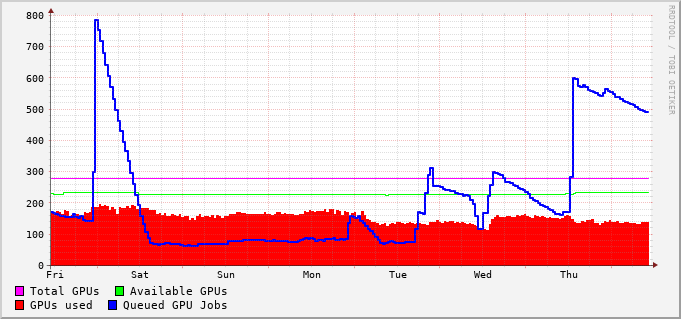 RRDTOOL / TOBI OETIKER
800
700
600
500
400
300
200
100
0
Fri Sat Sun Mon Tue Wed Thu
Total GPUs Available GPUs
GPUs used Queued GPU Jobs